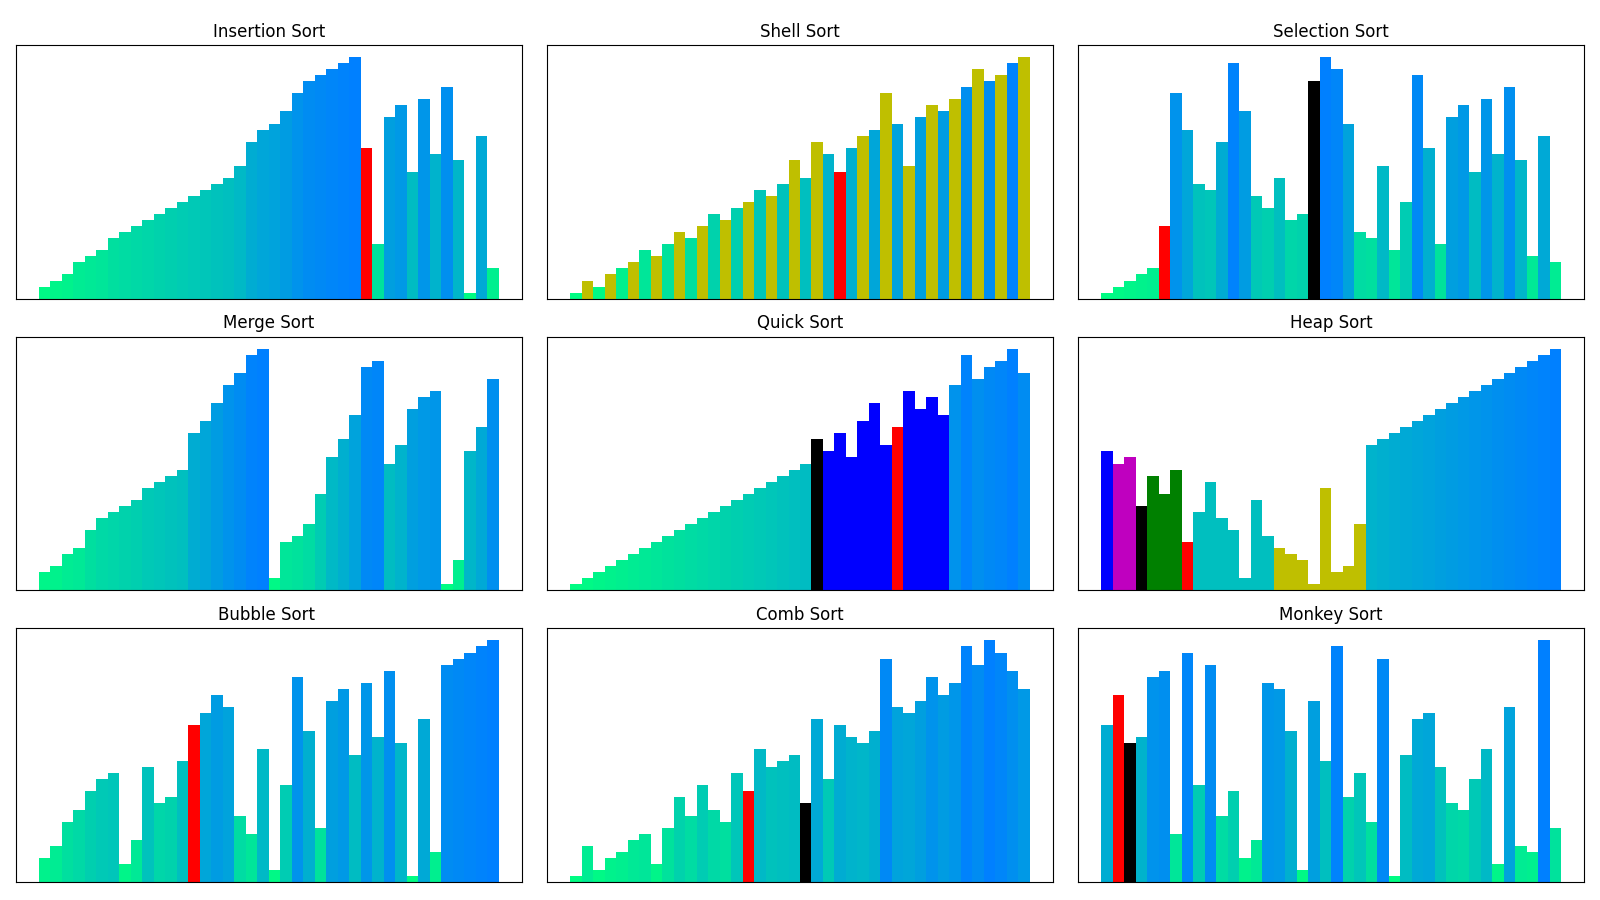 Insertion Sort
Shell Sort
Selection Sort
Merge Sort
Quick Sort
Heap Sort
Bubble Sort
Comb Sort
Monkey Sort